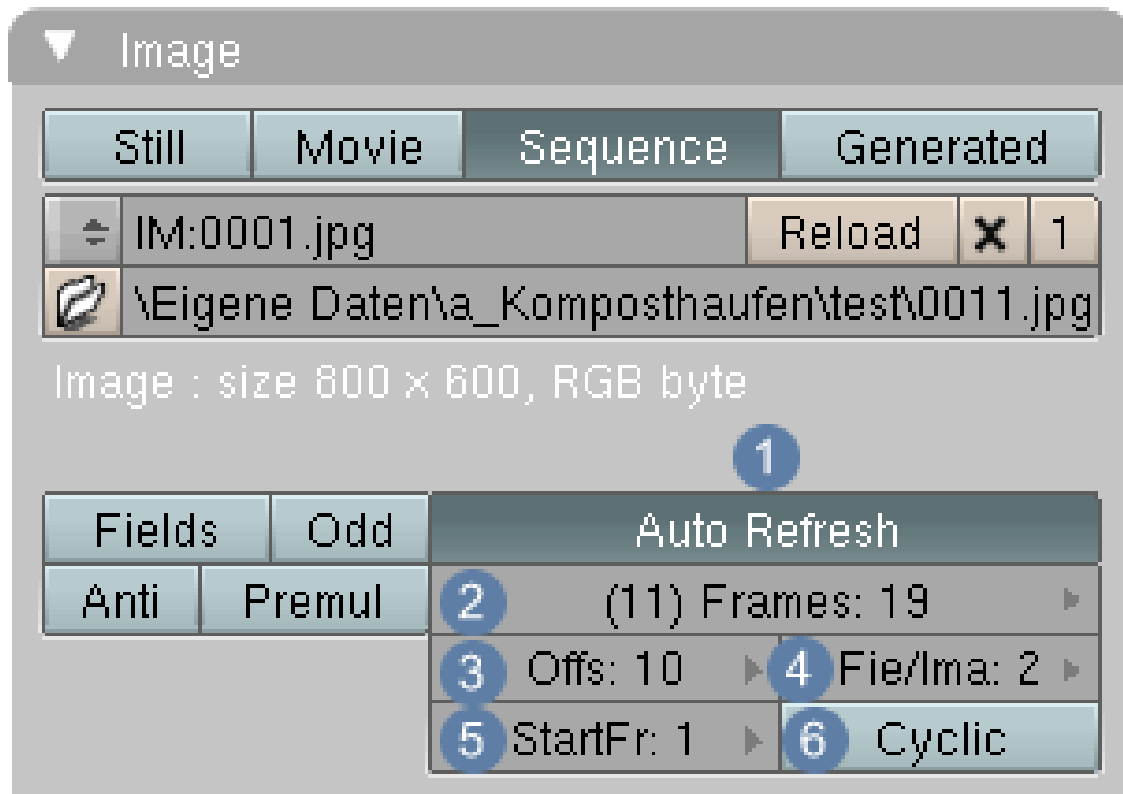 Image
Still Movie Sequence Generated
IM:0001.jpg Reload X 1
\Eigene Daten\a_Komposthaufen\test\0011.jpg
Image : size 800 x 600, RGB byte
1
Fields Odd Auto Refresh
Anti Premul 2 (11) Frames: 19
3 Offs: 10 4 Fie/Ima: 2
5 StartFr: 1 6 Cyclic